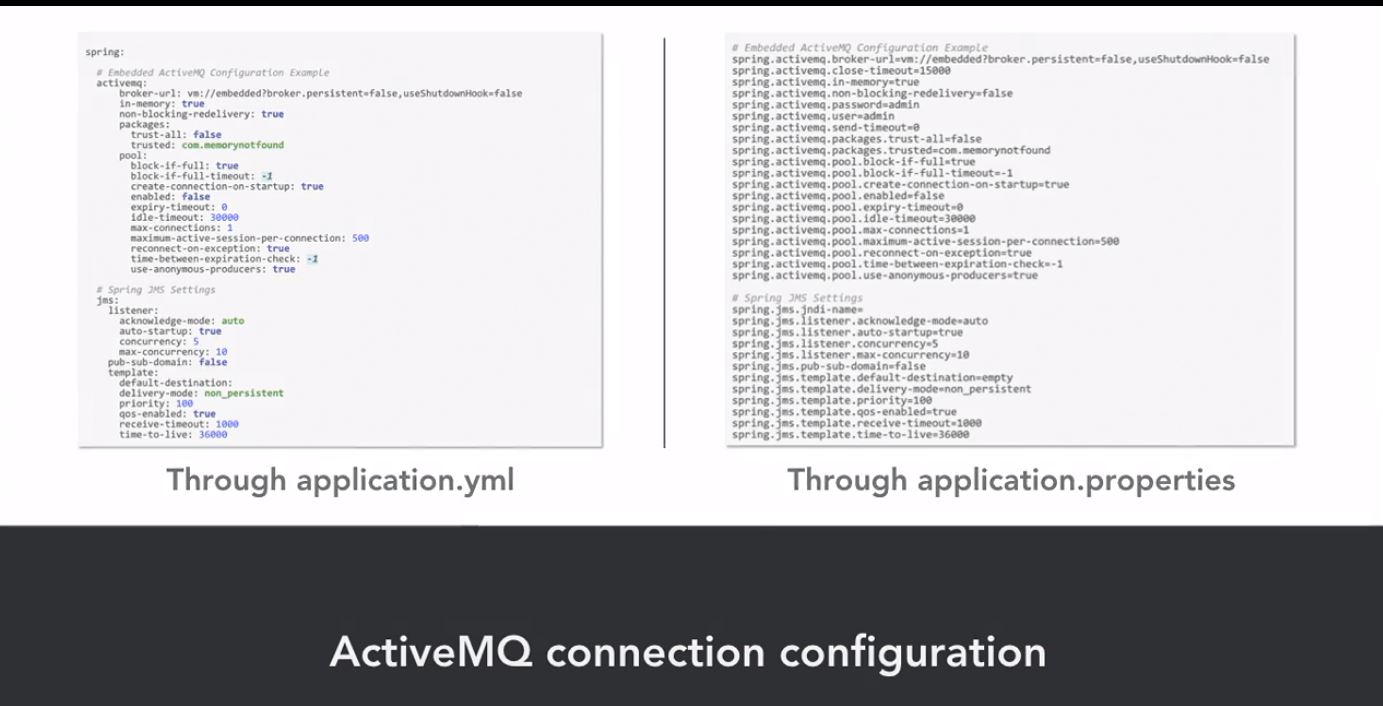 spring:
# Embedded ActiveMQ Configuration Example
activemq:
broker-url: vm://embedded?broker.persistent=false,useShutdownHook=false
in-memory: true
non-blocking-redelivery: true
packages:
trust-all: false
trusted: com.memorynotfound
pool:
block-if-full: true
block-if-full-timeout: -1
create-connection-on-startup: true
enabled: false
expiry-timeout: 0
idle-timeout: 30000
max-connections: 1
maximum-active-session-per-connection: 500
reconnect-on-exception: true
time-between-expiration-check: -1
use-anonymous-producers: true
# Spring JMS Settings
jms:
listener:
acknowledge-mode: auto
auto-startup: true
concurrency: 5
max-concurrency: 10
pub-sub-domain: false
template:
default-destination:
delivery-mode: non_persistent
priority: 100
qos-enabled: true
receive-timeout: 1000
time-to-live: 36000
Through application.yml
# Embedded ActiveMQ Configuration Example
spring.activemq.broker-url=vm://embedded?broker.persistent=false,useShutdownHook=false
spring.activemq.close-timeout=15000
spring.activemq.in-memory=true
spring.activemq.non-blocking-redelivery=false
spring.activemq.password=admin
spring.activemq.user=admin
spring.activemq.send-timeout=0
spring.activemq.packages.trust-all=false
spring.activemq.packages.trusted=com.memorynotfound
spring.activemq.pool.block-if-full=true
spring.activemq.pool.block-if-full-timeout=-1
spring.activemq.pool.create-connection-on-startup=true
spring.activemq.pool.enabled=false
spring.activemq.pool.expiry-timeout=0
spring.activemq.pool.idle-timeout=30000
spring.activemq.pool.max-connections=1
spring.activemq.pool.maximum-active-session-per-connection=500
spring.activemq.pool.reconnect-on-exception=true
spring.activemq.pool.time-between-expiration-check=-1
spring.activemq.pool.use-anonymous-producers=true
# Spring JMS Settings
spring.jms.jndi-name=
spring.jms.listener.acknowledge-mode=auto
spring.jms.listener.auto-startup=true
spring.jms.listener.concurrency=5
spring.jms.listener.max-concurrency=10
spring.jms.pub-sub-domain=false
spring.jms.template.default-destination=empty
spring.jms.template.delivery-mode=non_persistent
spring.jms.template.priority=100
spring.jms.template.qos-enabled=true
spring.jms.template.receive-timeout=1000
spring.jms.template.time-to-live=36000
Through application.properties
ActiveMQ connection configuration